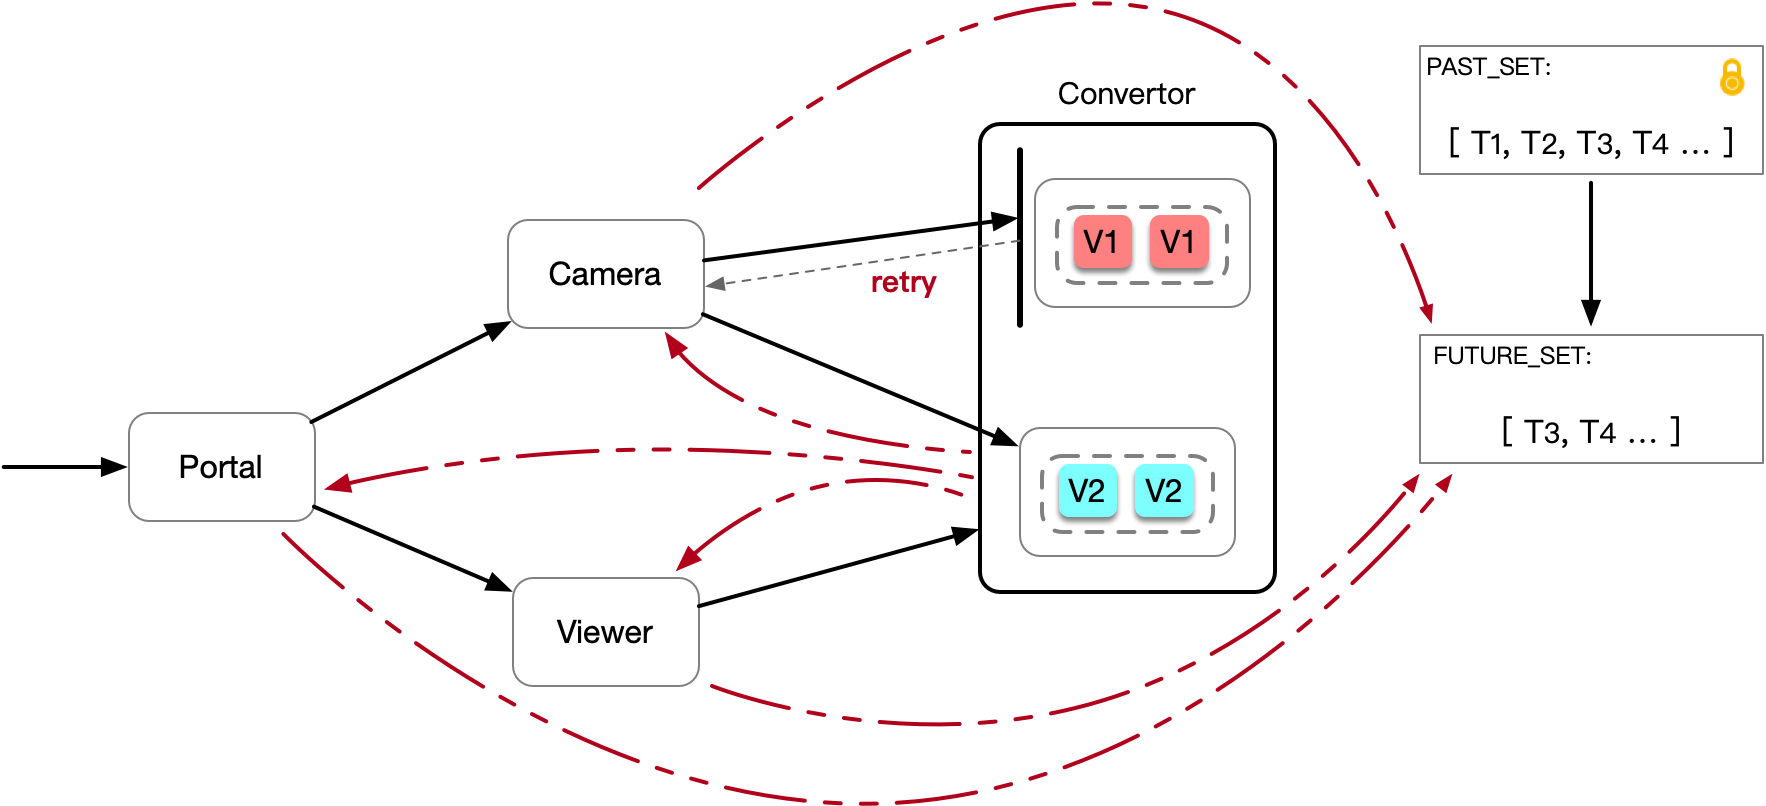 Convertor
PAST_SET:
[ T1, T2, T3, T4 ... ]
V1 V1
Camera
retry
FUTURE_SET:
[ T3, T4 ... ]
Portal
V2 V2
Viewer